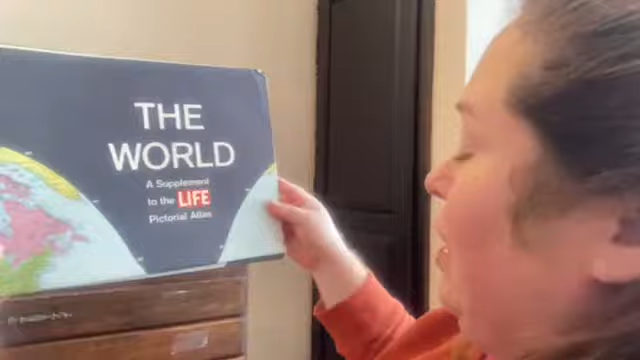 THE
WORLD
A Supplement
to the LIFE
Pictorial Atlas